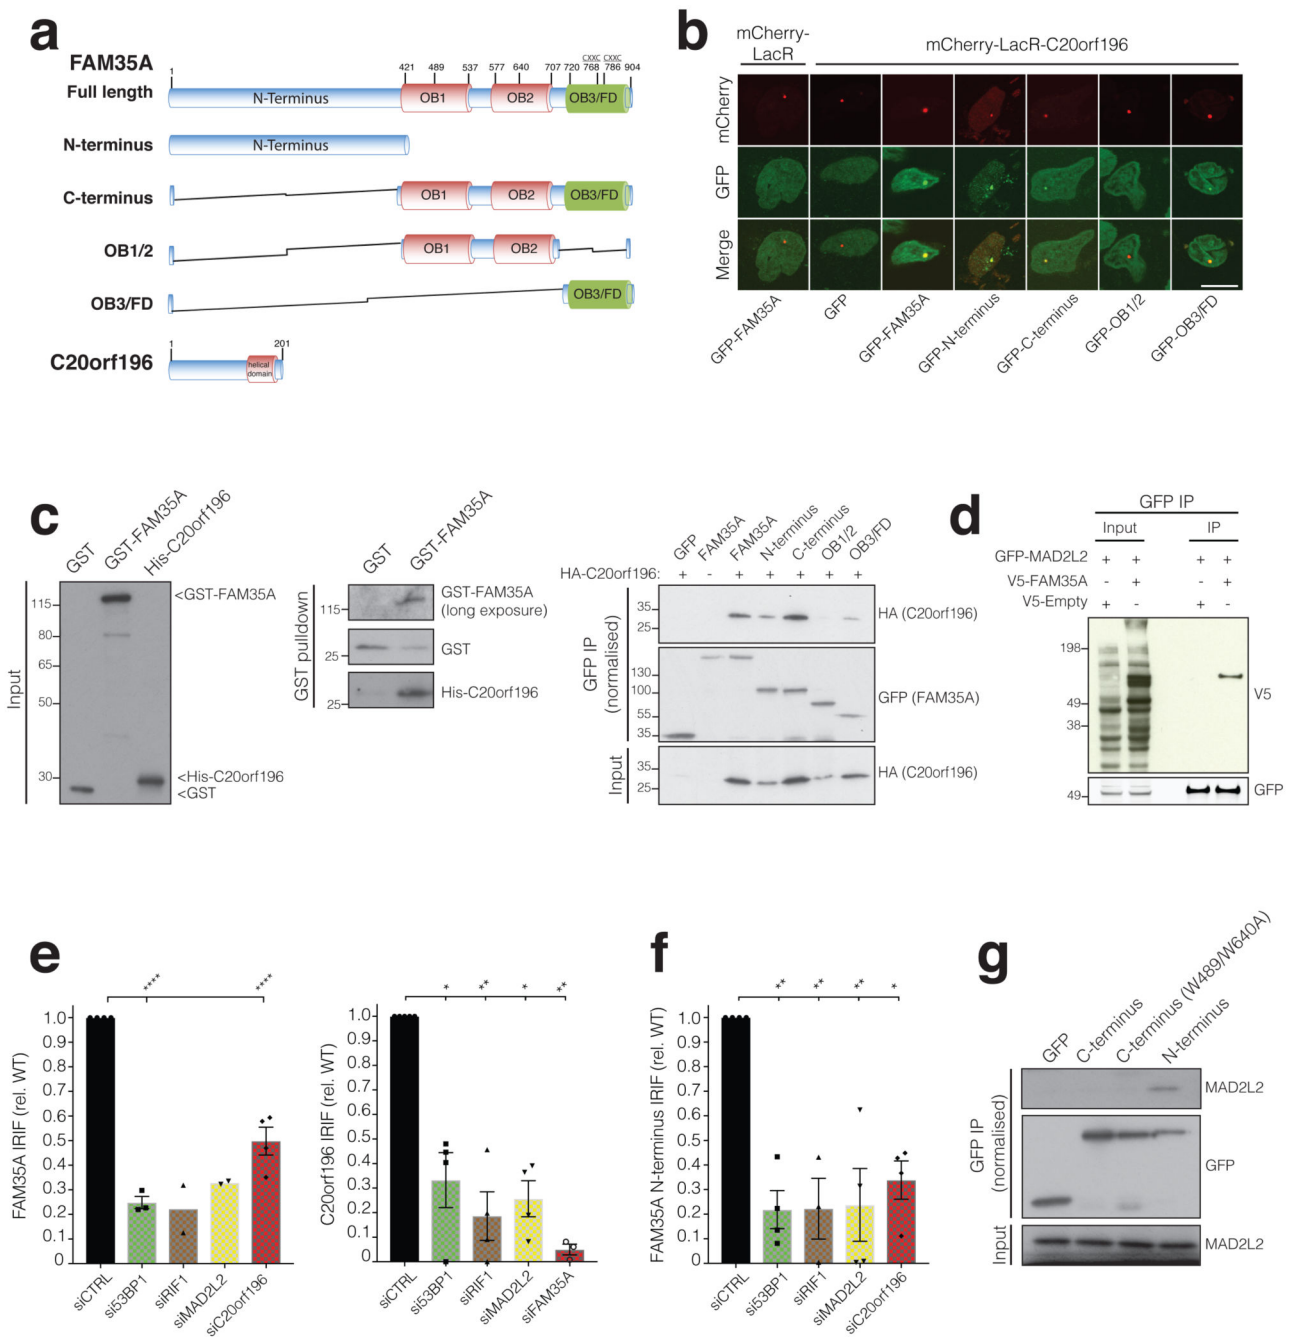 a
FAM35A
Full length
1
421
489
537
577
640
707
720
CXXC
768
CXXC
786
904
N-Terminus
OB1
OB2
OB3/FD
N-terminus
N-Terminus
C-terminus
OB1
OB2
OB3/FD
OB1/2
OB1
OB2
OB3/FD
OB3/FD
C20orf196
1
201
helical
domain
b
mCherry-
LacR
mCherry-LacR-C20orf196
mCherry
GFP
Merge
GFP-FAM35A
GFP
GFP-FAM35A
GFP-N-terminus
GFP-C-terminus
GFP-OB1/2
GFP-OB3/FD
c
GST
GST-FAM35A
His-C20orf196
Input
115
80
65
50
30
<GST-FAM35A
<His-C20orf196
<GST
GST
GST-FAM35A
GST pulldown
115
25
25
GST-FAM35A
(long exposure)
GST
His-C20orf196
GFP
FAM35A
FAM35A
N-terminus
C-terminus
OB1/2
OB3/FD
HA-C20orf196: + - + + + + +
GFP IP
(normalised)
35
25
HA (C20orf196)
130
100
55
35
GFP (FAM35A)
Input
35
25
HA (C20orf196)
d
GFP IP
Input IP
GFP-MAD2L2 + + + +
V5-FAM35A - + - +
V5-Empty + - + -
198
49
38
V5
49
GFP
e
FAM35A IRIF (rel. WT)
**** ****
1.0
0.9
0.8
0.7
0.6
0.5
0.4
0.3
0.2
0.1
0
siCTRL
si53BP1
siRIF1
siMAD2L2
siC20orf196
C20orf196 IRIF (rel. WT)
* ** * **
1.0
0.9
0.8
0.7
0.6
0.5
0.4
0.3
0.2
0.1
0
siCTRL
si53BP1
siRIF1
siMAD2L2
siFAM35A
f
FAM35A N-terminus IRIF (rel. WT)
** ** ** *
1.0
0.9
0.8
0.7
0.6
0.5
0.4
0.3
0.2
0.1
0
siCTRL
si53BP1
siRIF1
siMAD2L2
siC20orf196
g
GFP
C-terminus
C-terminus (W489/W640A)
N-terminus
GFP IP
(normalised)
MAD2L2
GFP
Input
MAD2L2